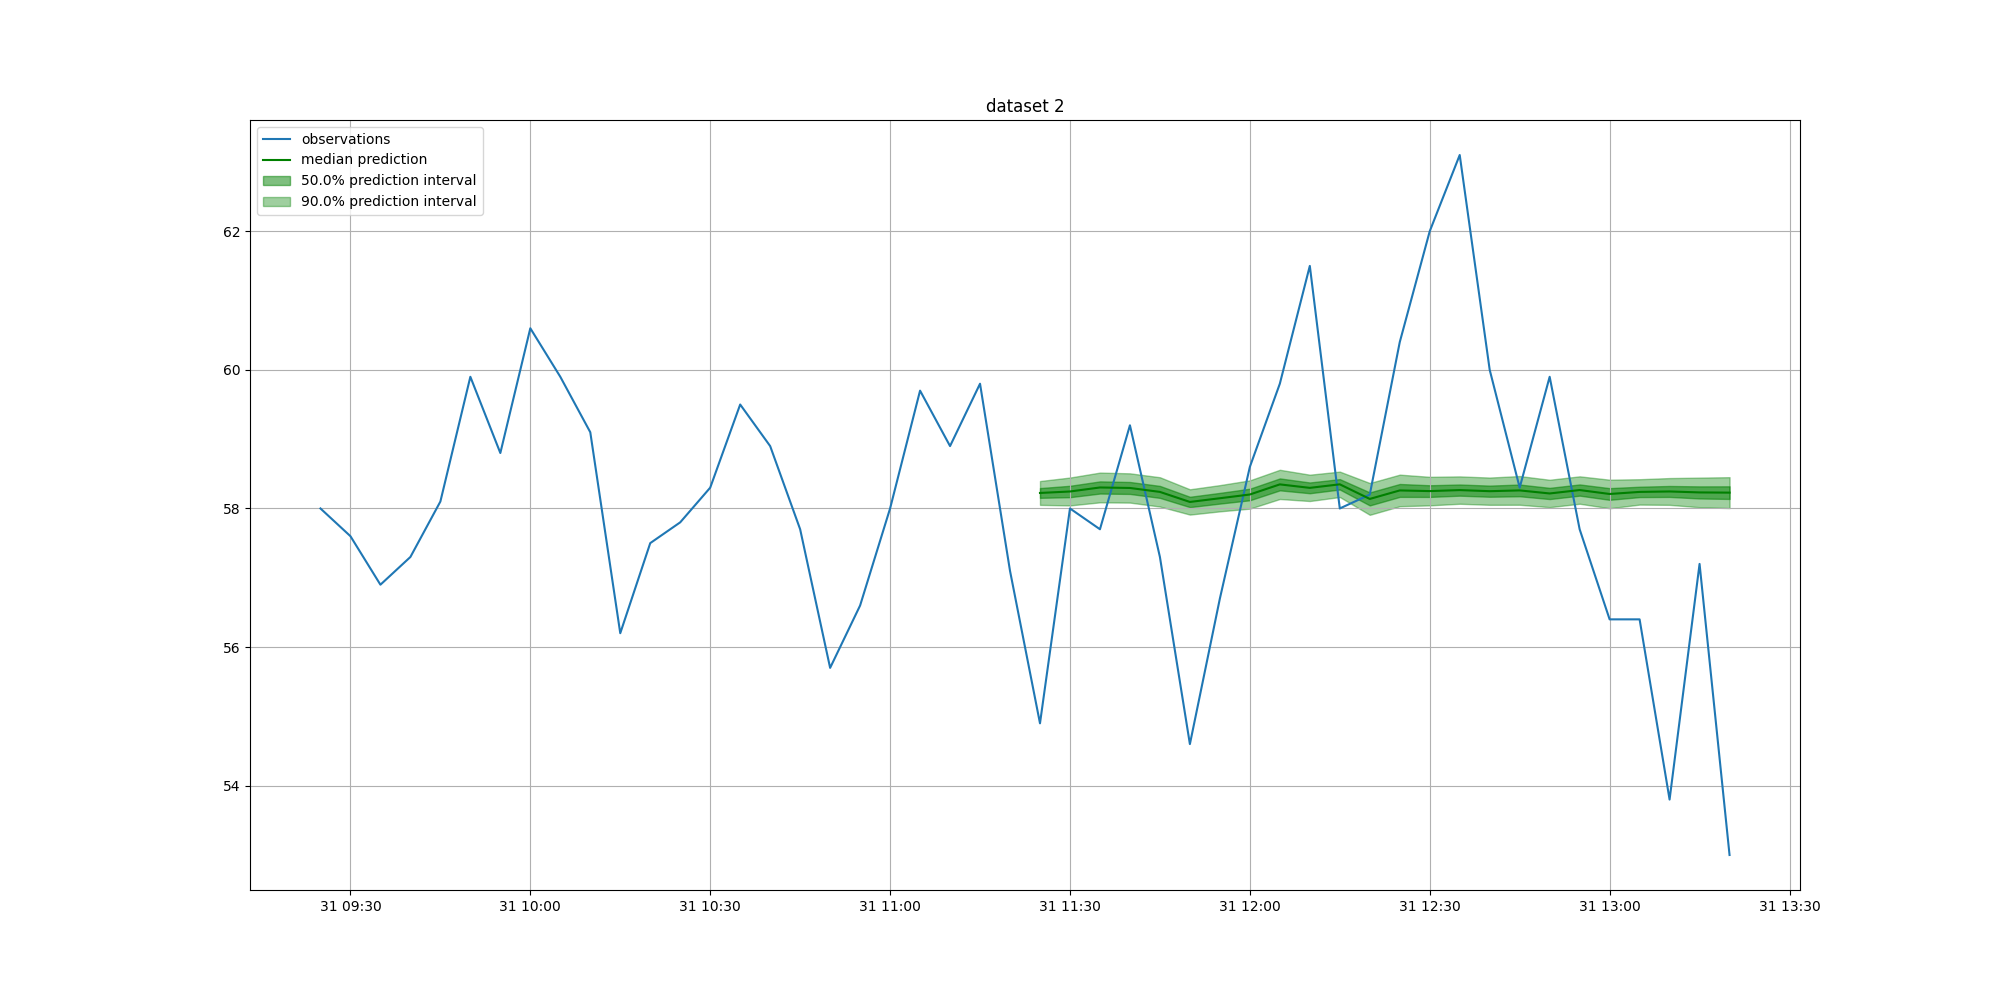 dataset 2
observations
median prediction
50.0% prediction interval
90.0% prediction interval
62
60
58
56
54
31 09:30
31 10:00
31 10:30
31 11:00
31 11:30
31 12:00
31 12:30
31 13:00
31 13:30